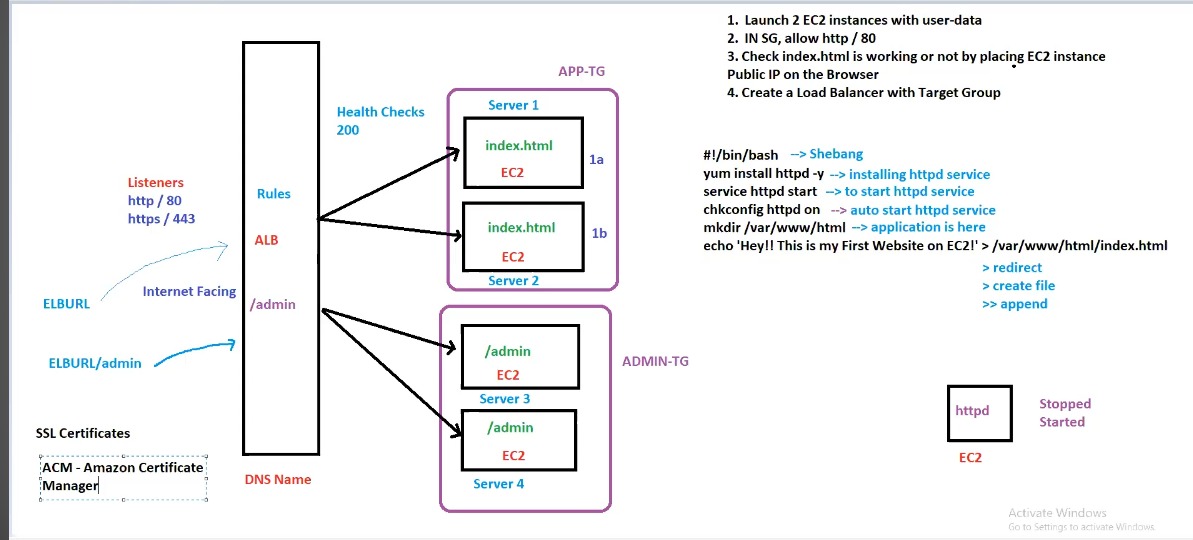 1. Launch 2 EC2 instances with user-data
2. IN SG, allow http / 80
3. Check index.html is working or not by placing EC2 instance
Public IP on the Browser
4. Create a Load Balancer with Target Group
APP-TG
Health Checks
200
Server 1
index.html
EC2
1a
index.html
EC2
1b
Server 2
Listeners
http / 80
https / 443
Rules
ALB
Internet Facing
/admin
ELBURL
ELBURL/admin
#!/bin/bash --> Shebang
yum install httpd -y --> installing httpd service
service httpd start --> to start httpd service
chkconfig httpd on --> auto start httpd service
mkdir /var/www/html --> application is here
echo 'Hey!! This is my First Website on EC2!' > /var/www/html/index.html
> redirect
> create file
>> append
/admin
EC2
Server 3
ADMIN-TG
/admin
EC2
Server 4
httpd
Stopped
Started
EC2
SSL Certificates
ACM - Amazon Certificate
Manager
DNS Name
Activate Windows
Go to Settings to activate Windows.